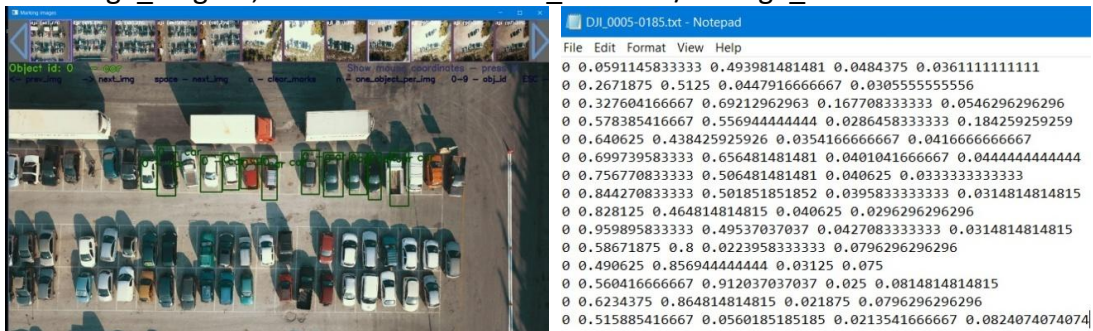 Marking images
Object id: 0 - car
Show mouse coordinates - press
<- prev_img -> next_img space - next_img c - clear_marks n - one_object_per_img 0-9 - obj_id ESC -
DJI_0005-0185.txt - Notepad
File Edit Format View Help
0 0.0591145833333 0.493981481481 0.0484375 0.0361111111111
0 0.2671875 0.5125 0.0447916666667 0.0305555555556
0 0.327604166667 0.69212962963 0.167708333333 0.0546296296296
0 0.578385416667 0.556944444444 0.0286458333333 0.184259259259
0 0.640625 0.438425925926 0.0354166666667 0.0416666666667
0 0.699739583333 0.656481481481 0.0401041666667 0.0444444444444
0 0.756770833333 0.506481481481 0.040625 0.0333333333333
0 0.844270833333 0.501851851852 0.0395833333333 0.0314814814815
0 0.828125 0.464814814815 0.040625 0.0296296296296
0 0.959895833333 0.49537037037 0.0427083333333 0.0314814814815
0 0.58671875 0.8 0.0223958333333 0.0796296296296
0 0.490625 0.856944444444 0.03125 0.075
0 0.560416666667 0.912037037037 0.025 0.0814814814815
0 0.6234375 0.864814814815 0.021875 0.0796296296296
0 0.515885416667 0.0560185185185 0.0213541666667 0.0824074074074